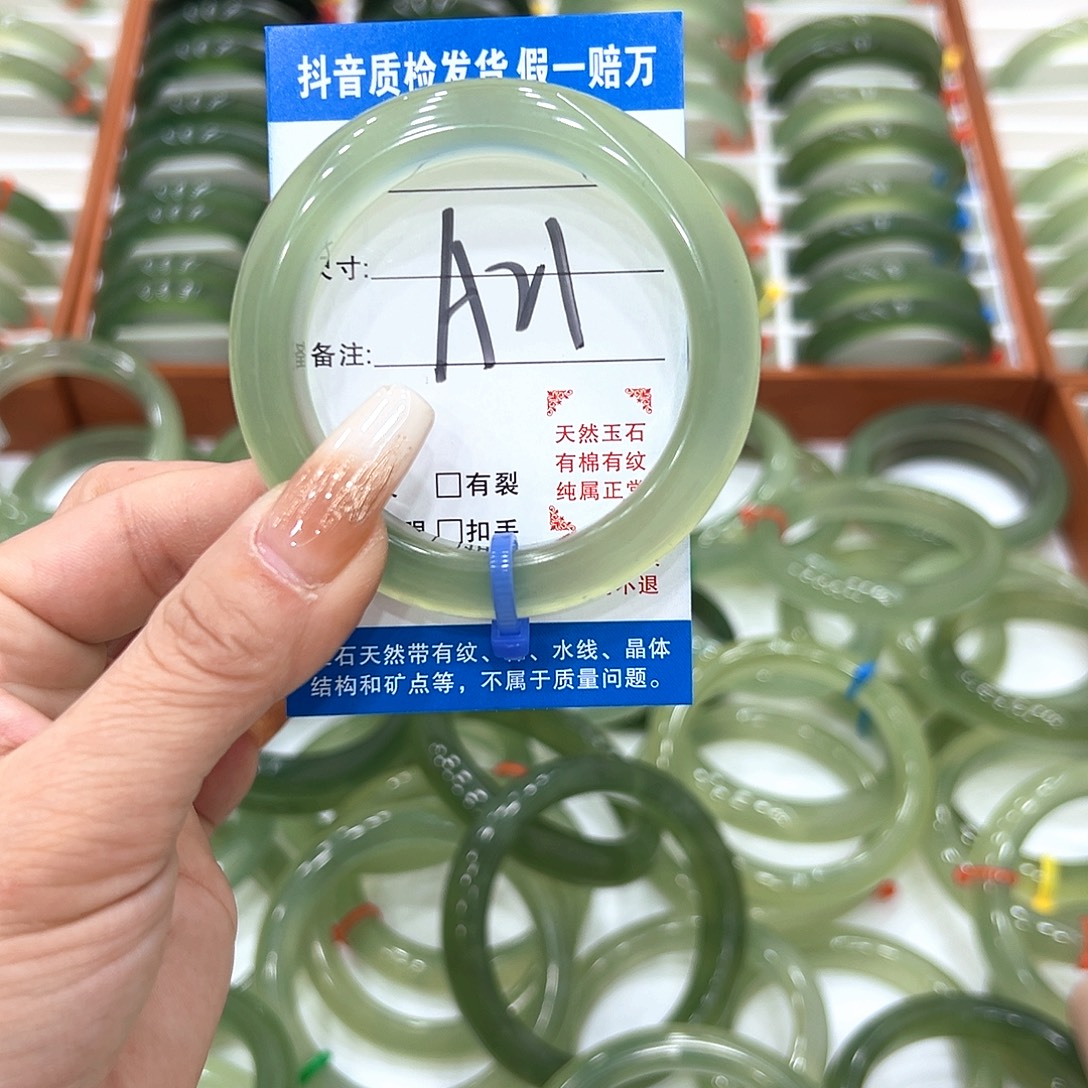 抖音质检发货 假一赔万
寸:
A21
备注:
天然玉石
有棉有纹
纯属正常
□有裂
□扣手
不退
石天然带有纹、棉、水线、晶体
结构和矿点等，不属于质量问题。